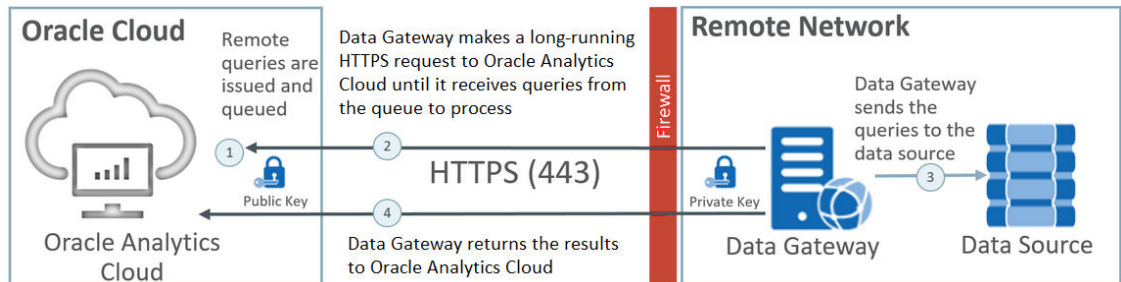 Oracle Cloud
Remote
queries are
issued and
queued
1
Public Key
Oracle Analytics
Cloud
Data Gateway makes a long-running
HTTPS request to Oracle Analytics
Cloud until it receives queries from
the queue to process
2
HTTPS (443)
4
Data Gateway returns the results
to Oracle Analytics Cloud
Firewall
Remote Network
Private Key
Data Gateway
Data Gateway
sends the
queries to the
data source
3
Data Source